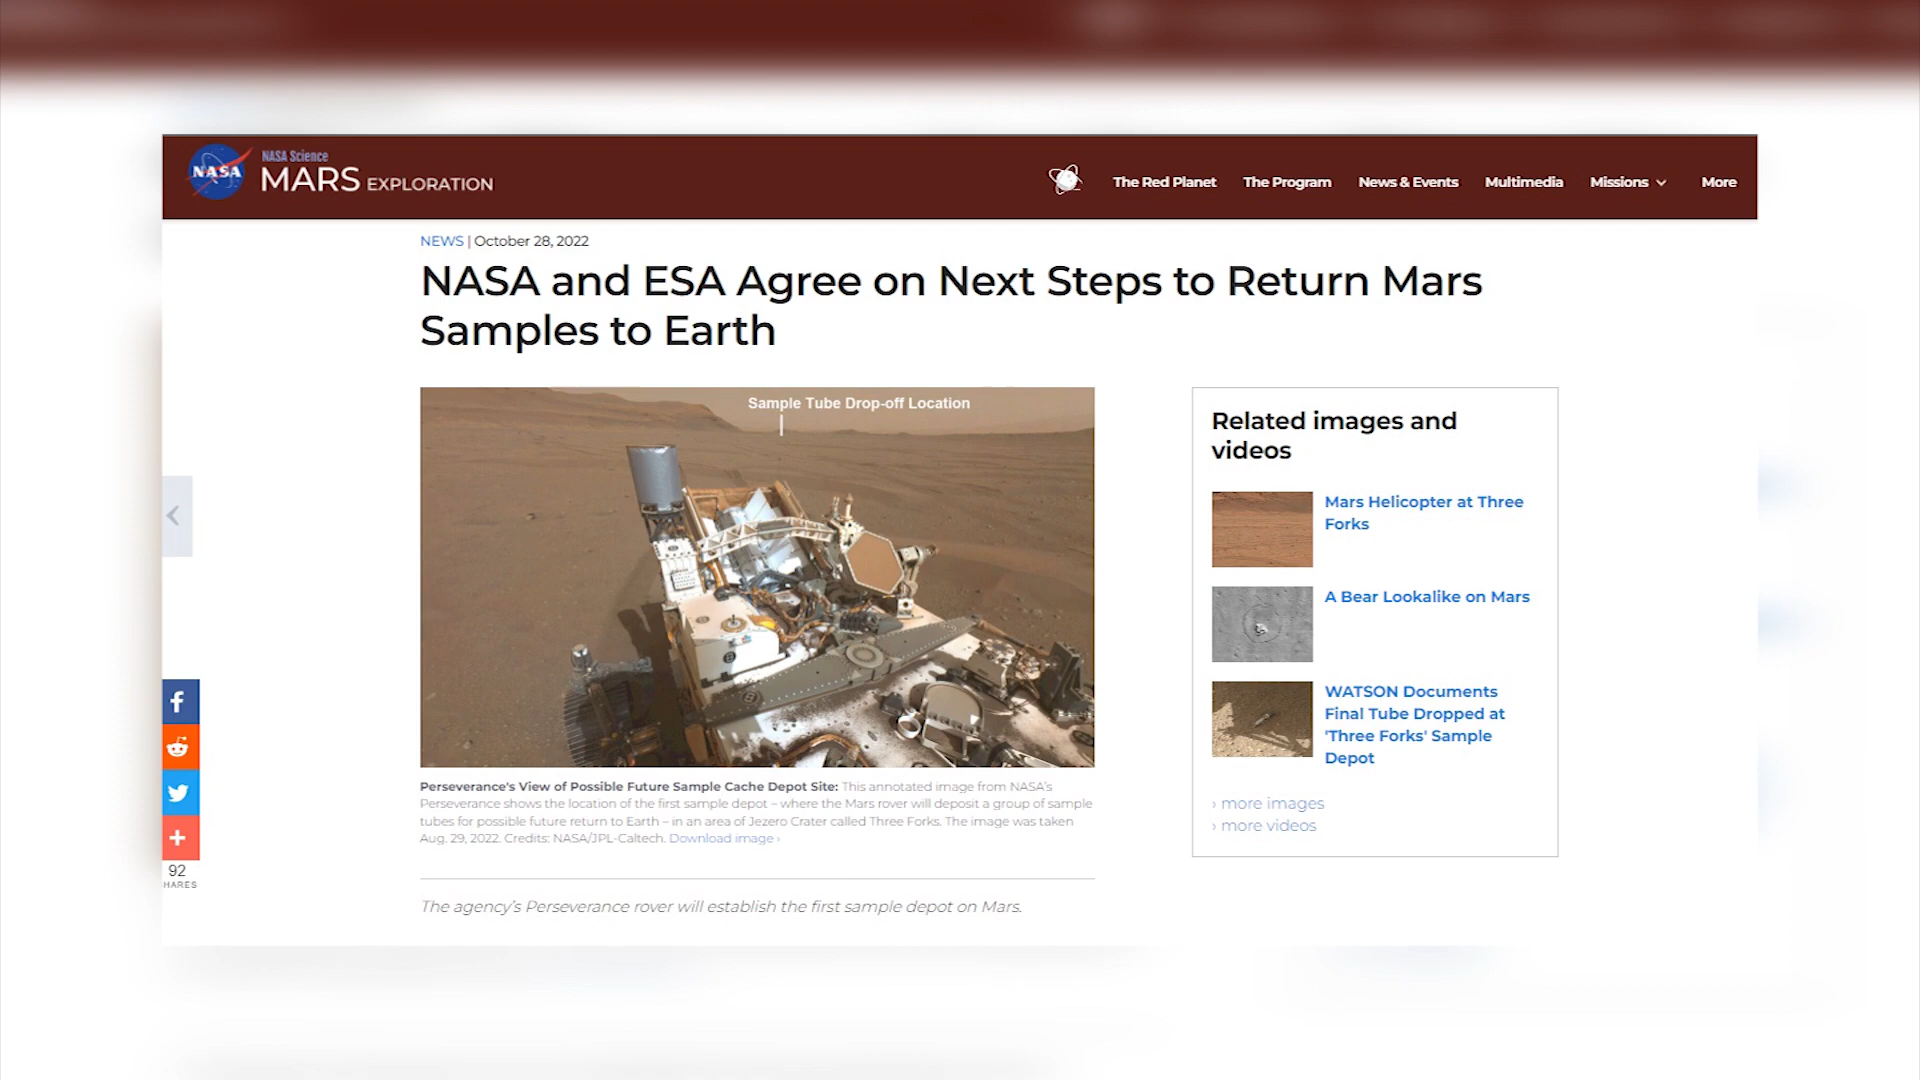 NASA
NASA Science
MARS EXPLORATION
The Red Planet
The Program
News & Events
Multimedia
Missions
More
NEWS | October 28, 2022
NASA and ESA Agree on Next Steps to Return Mars
Samples to Earth
Sample Tube Drop-off Location
Perseverance's View of Possible Future Sample Cache Depot Site: This annotated image from NASA's
Perseverance shows the location of the first sample depot – where the Mars rover will deposit a group of sample
tubes for possible future return to Earth – in an area of Jezero Crater called Three Forks. The image was taken
Aug. 29, 2022. Credits: NASA/JPL-Caltech. Download image ›
The agency's Perseverance rover will establish the first sample depot on Mars.
Related images and
videos
Mars Helicopter at Three
Forks
A Bear Lookalike on Mars
WATSON Documents
Final Tube Dropped at
'Three Forks' Sample
Depot
› more images
› more videos
92
HARES